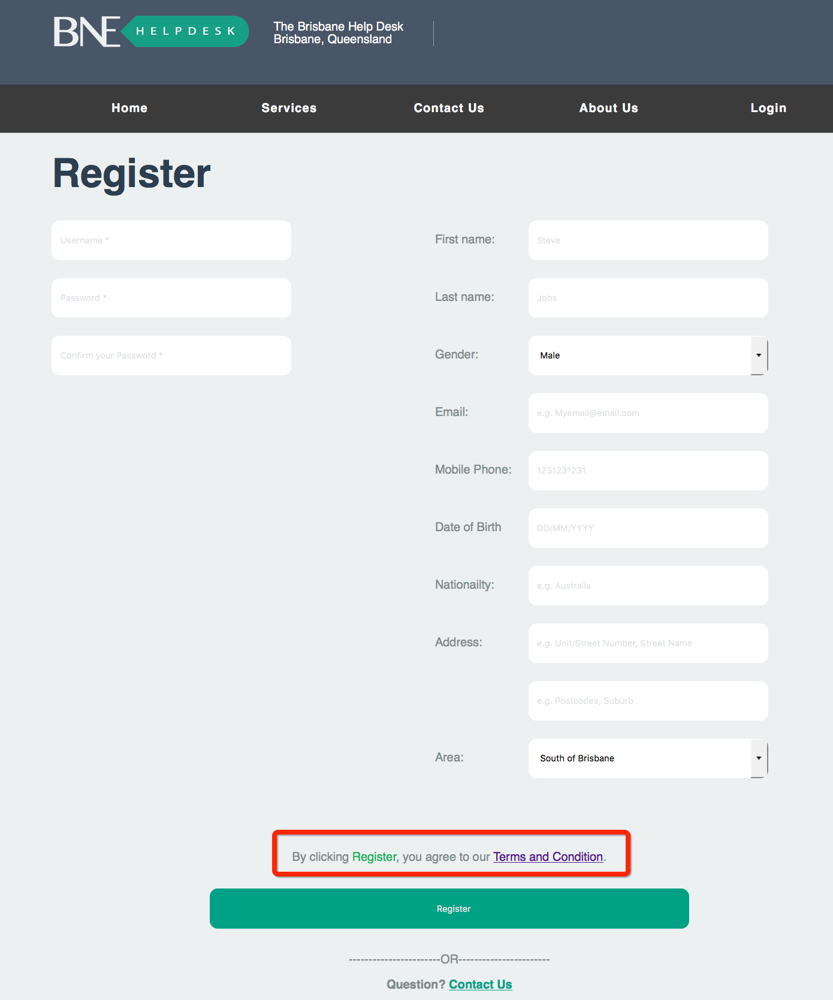 BNE HELPDESK
The Brisbane Help Desk
Brisbane, Queensland
Home Services Contact Us About Us Login
Register
Username *
Password *
Confirm your Password *
First name: Steve
Last name: Jobs
Gender: Male
Email: e.g. Myemail@email.com
Mobile Phone: 1231231231
Date of Birth DD/MM/YYYY
Nationailty: e.g. Australia
Address: e.g. Unit/Street Number, Street Name
e.g. Postcodes, Suburb
Area: South of Brisbane
By clicking Register, you agree to our Terms and Condition.
Register
-----------------------OR-----------------------
Question? Contact Us